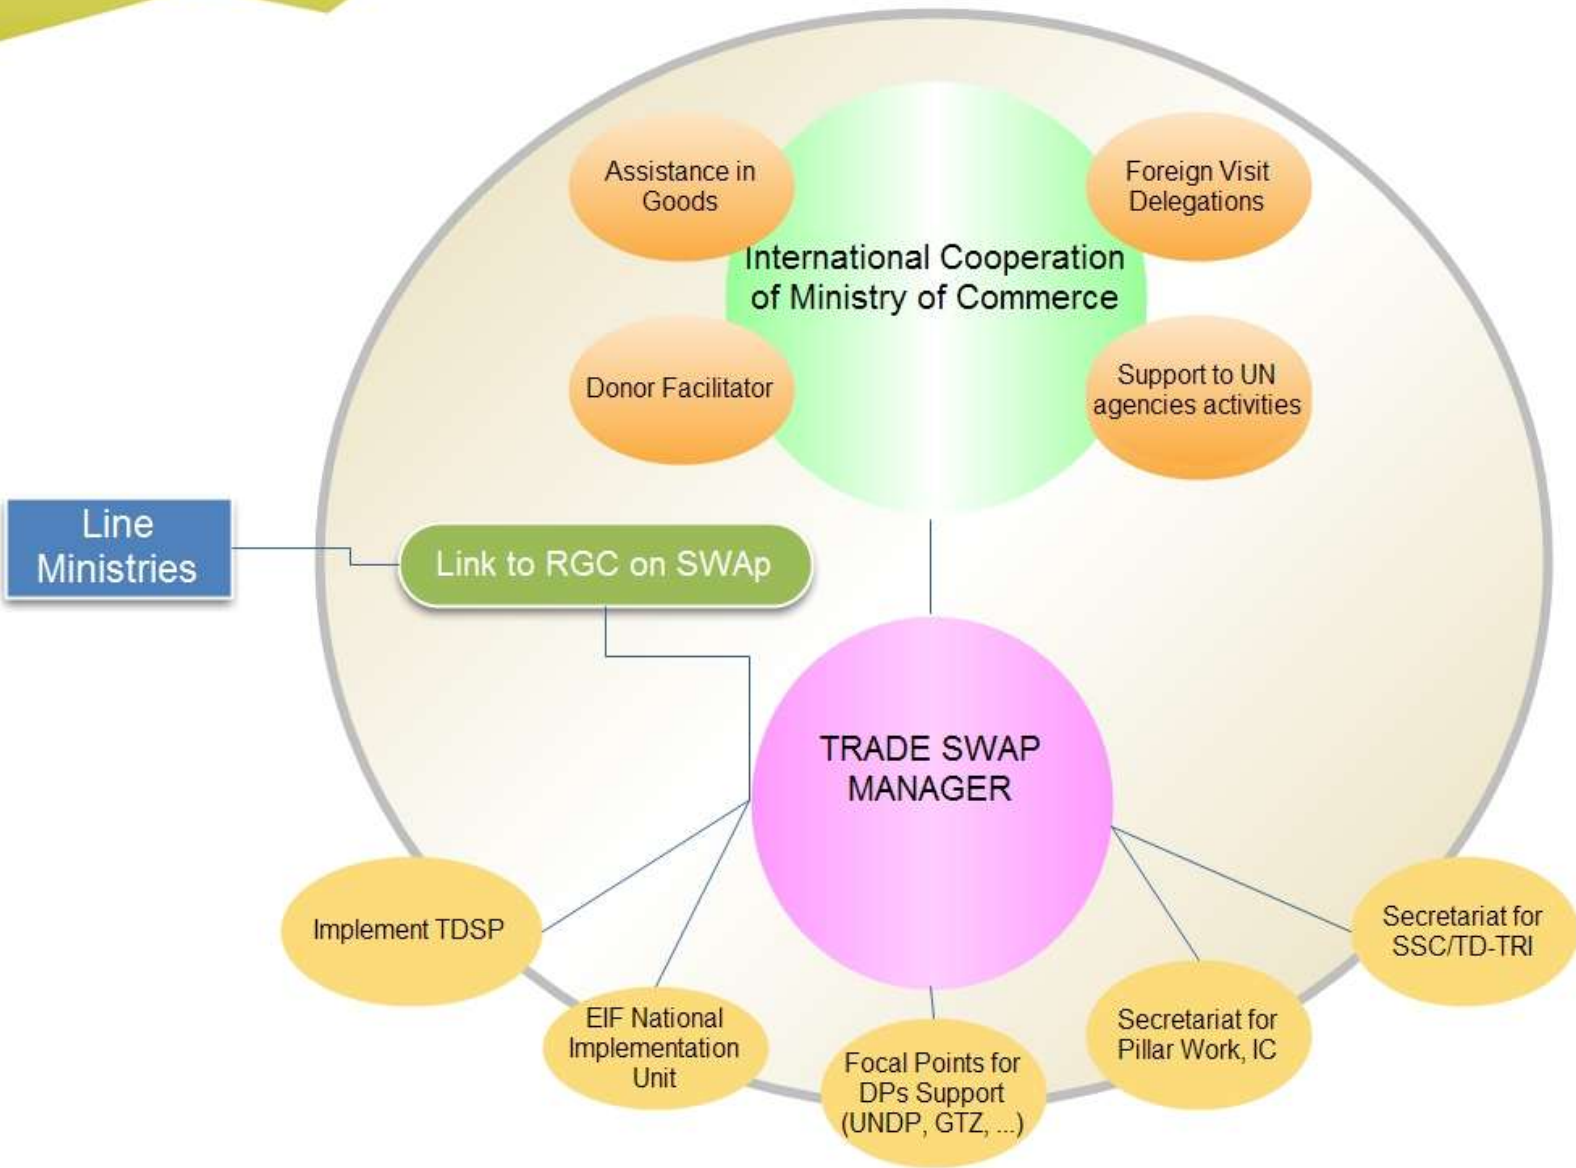 Assistance in
Goods
Foreign Visit
Delegations
International Cooperation
of Ministry of Commerce
Donor Facilitator
Support to UN
agencies activities
Line
Ministries
Link to RGC on SWAp
TRADE SWAP
MANAGER
Implement TDSP
EIF National
Implementation
Unit
Focal Points for
DPs Support
(UNDP, GTZ, ...)
Secretariat for
Pillar Work, IC
Secretariat for
SSC/TD-TRI